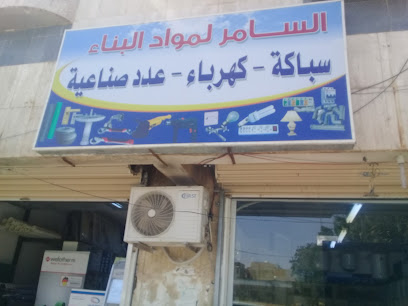 السامر لمواد البناء
سباكة - كهرباء - عدد صناعية